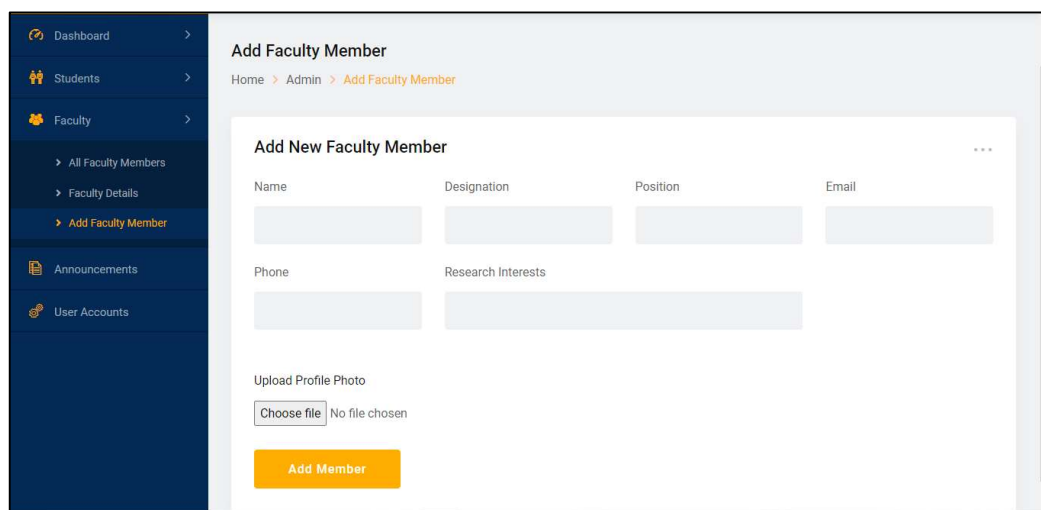 Dashboard
Students
Faculty
All Faculty Members
Faculty Details
Add Faculty Member
Announcements
User Accounts
Add Faculty Member
Home > Admin > Add Faculty Member
Add New Faculty Member
Name Designation Position Email
Phone Research Interests
Upload Profile Photo
Choose file No file chosen
Add Member